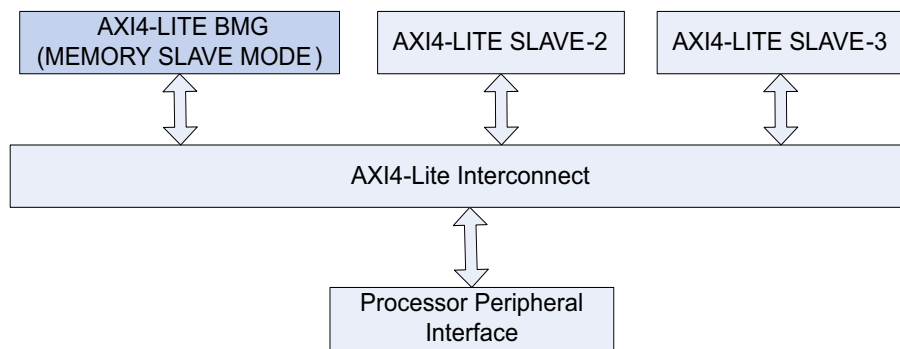 AXI4-LITE BMG
(MEMORY SLAVE MODE)
AXI4-LITE SLAVE-2
AXI4-LITE SLAVE-3
AXI4-Lite Interconnect
Processor Peripheral
Interface